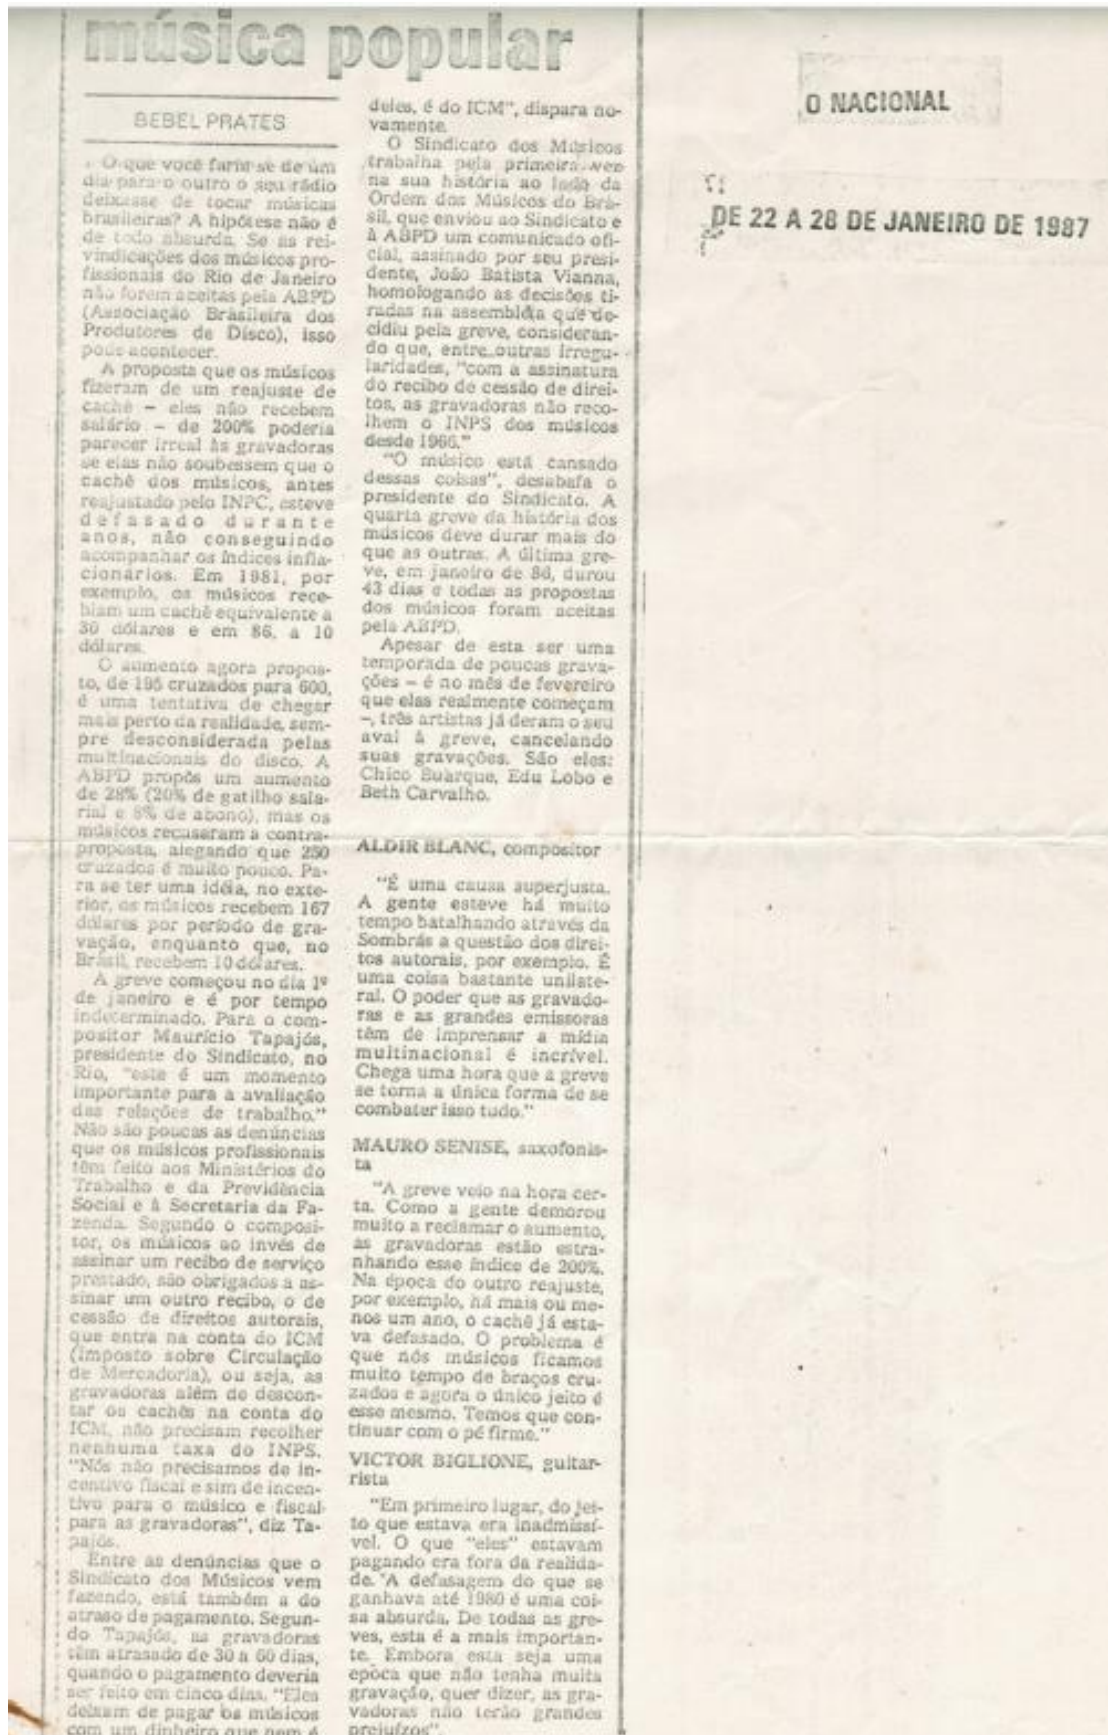 música popular
BEBEL PRATES
O que você faria se de um
dia para o outro o seu rádio
deixasse de tocar músicas
brasileiras? A hipótese não é
de todo absurda. Se as rei-
vindicações dos músicos pro-
fissionais do Rio de Janeiro
não forem aceitas pela ABPD
(Associação Brasileira dos
Produtores de Disco), isso
pode acontecer.
A proposta que os músicos
fizeram de um reajuste de
cachê – eles não recebem
salário – de 200% poderia
parecer irreal às gravadoras
se elas não soubessem que o
cachê dos músicos, antes
reajustado pelo INPC, esteve
defasado durante
anos, não conseguindo
acompanhar os índices infla-
cionários. Em 1981, por
exemplo, os músicos rece-
biam um cachê equivalente a
30 dólares e em 86, a 10
dólares.
O aumento agora propos-
to, de 195 cruzados para 600,
é uma tentativa de chegar
mais perto da realidade, sem-
pre desconsiderada pelas
multinacionais do disco. A
ABPD propôs um aumento
de 28% (20% de gatilho sala-
rial e 8% de abono), mas os
músicos recusaram a contra-
proposta, alegando que 250
cruzados é muito pouco. Pa-
ra se ter uma idéia, no exte-
rior, os músicos recebem 167
dólares por período de gra-
vação, enquanto que, no
Brasil, recebem 10 dólares.
A greve começou no dia 1º
de janeiro e é por tempo
indeterminado. Para o com-
positor Maurício Tapajós,
presidente do Sindicato, no
Rio, "este é um momento
importante para a avaliação
das relações de trabalho."
Não são poucas as denúncias
que os músicos profissionais
têm feito aos Ministérios do
Trabalho e da Previdência
Social e à Secretaria da Fa-
zenda. Segundo o composi-
tor, os músicos ao invés de
assinar um recibo de serviço
prestado, são obrigados a as-
sinar um outro recibo, o de
cessão de direitos autorais,
que entra na conta do ICM
(Imposto sobre Circulação
de Mercadoria), ou seja, as
gravadoras além de descon-
tar os cachês na conta do
ICM, não precisam recolher
nenhuma taxa do INPS.
"Nós não precisamos de in-
centivo fiscal e sim de incen-
tivo para o músico e fiscal
para as gravadoras", diz Ta-
pajós.
Entre as denúncias que o
Sindicato dos Músicos vem
fazendo, está também a do
atraso de pagamento. Segun-
do Tapajós, as gravadoras
têm atrasado de 30 a 60 dias,
quando o pagamento deveria
ser feito em cinco dias. "Eles
deixam de pagar os músicos
com um dinheiro que nem é
deles, é do ICM", dispara no-
vamente.
O Sindicato dos Músicos
trabalha pela primeira vez
na sua história ao lado da
Ordem dos Músicos do Bra-
sil, que enviou ao Sindicato e
à ABPD um comunicado ofi-
cial, assinado por seu presi-
dente, João Batista Vianna,
homologando as decisões ti-
radas na assembléia que de-
cidiu pela greve, consideran-
do que, entre outras irregu-
laridades, "com a assinatura
do recibo de cessão de direi-
tos, as gravadoras não reco-
lhem o INPS dos músicos
desde 1966."
"O músico está cansado
dessas coisas", desabafa o
presidente do Sindicato. A
quarta greve da história dos
músicos deve durar mais do
que as outras. A última gre-
ve, em janeiro de 86, durou
43 dias e todas as propostas
dos músicos foram aceitas
pela ABPD.
Apesar de esta ser uma
temporada de poucas grava-
ções – é no mês de fevereiro
que elas realmente começam
–, três artistas já deram o seu
aval à greve, cancelando
suas gravações. São eles:
Chico Buarque, Edu Lobo e
Beth Carvalho.
ALDIR BLANC, compositor
"É uma causa superjusta.
A gente esteve há muito
tempo batalhando através da
Sombrás a questão dos direi-
tos autorais, por exemplo. É
uma coisa bastante unilate-
ral. O poder que as gravado-
ras e as grandes emissoras
têm de imprensar a mídia
multinacional é incrível.
Chega uma hora que a greve
se torna a única forma de se
combater isso tudo."
MAURO SENISE, saxofonis-
ta
"A greve veio na hora cer-
ta. Como a gente demorou
muito a reclamar o aumento,
as gravadoras estão estra-
nhando esse índice de 200%.
Na época do outro reajuste,
por exemplo, há mais ou me-
nos um ano, o cachê já esta-
va defasado. O problema é
que nós músicos ficamos
muito tempo de braços cru-
zados e agora o único jeito é
esse mesmo. Temos que con-
tinuar com o pé firme."
VICTOR BIGLIONE, guitar-
rista
"Em primeiro lugar, do jei-
to que estava era inadmissí-
vel. O que "eles" estavam
pagando era fora da realida-
de. A defasagem do que se
ganhava até 1980 é uma coi-
sa absurda. De todas as gre-
ves, esta é a mais importan-
te. Embora esta seja uma
época que não tenha muita
gravação, quer dizer, as gra-
vadoras não terão grandes
prejuízos".
O NACIONAL
DE 22 A 28 DE JANEIRO DE 1987